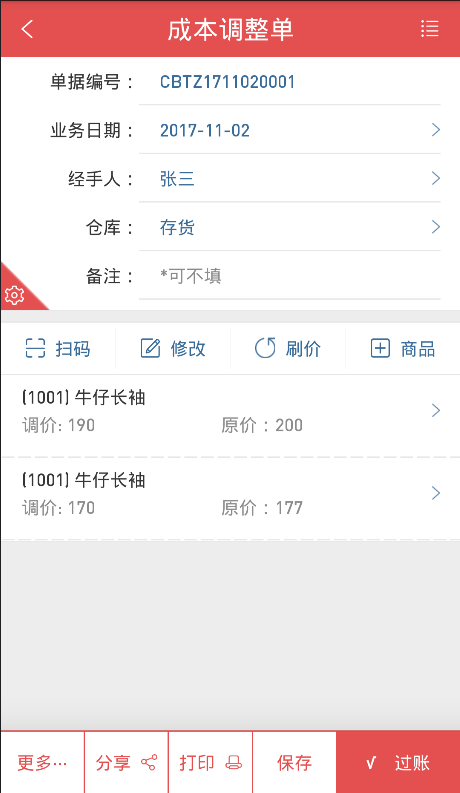 成本调整单
单据编号： CBTZ1711020001
业务日期： 2017-11-02
经手人： 张三
仓库： 存货
备注： *可不填
扫码 修改 刷价 商品
(1001) 牛仔长袖
调价: 190 原价：200
(1001) 牛仔长袖
调价: 170 原价：177
更多··· 分享 打印 保存 √ 过账